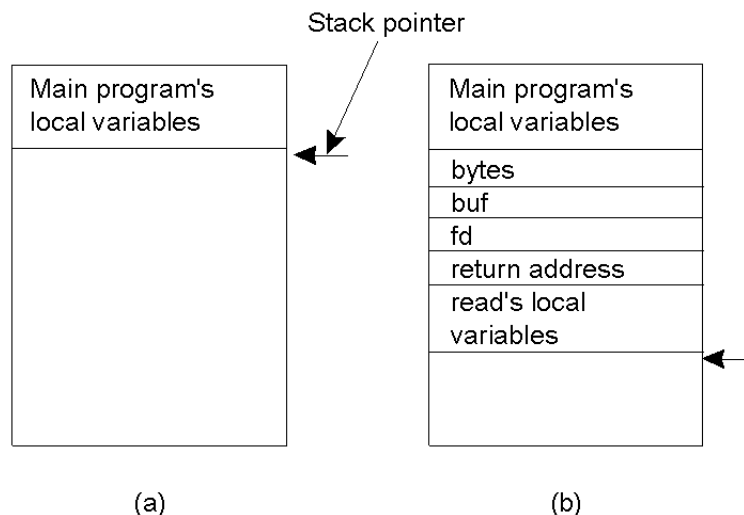 Stack pointer
Main program's
local variables
Main program's
local variables
bytes
buf
fd
return address
read's local
variables
(a)
(b)